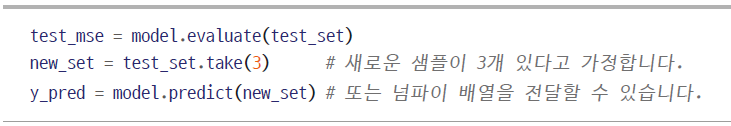 test_mse = model.evaluate(test_set)
new_set = test_set.take(3) # 새로운 샘플이 3개 있다고 가정합니다.
y_pred = model.predict(new_set) # 또는 넘파이 배열을 전달할 수 있습니다.